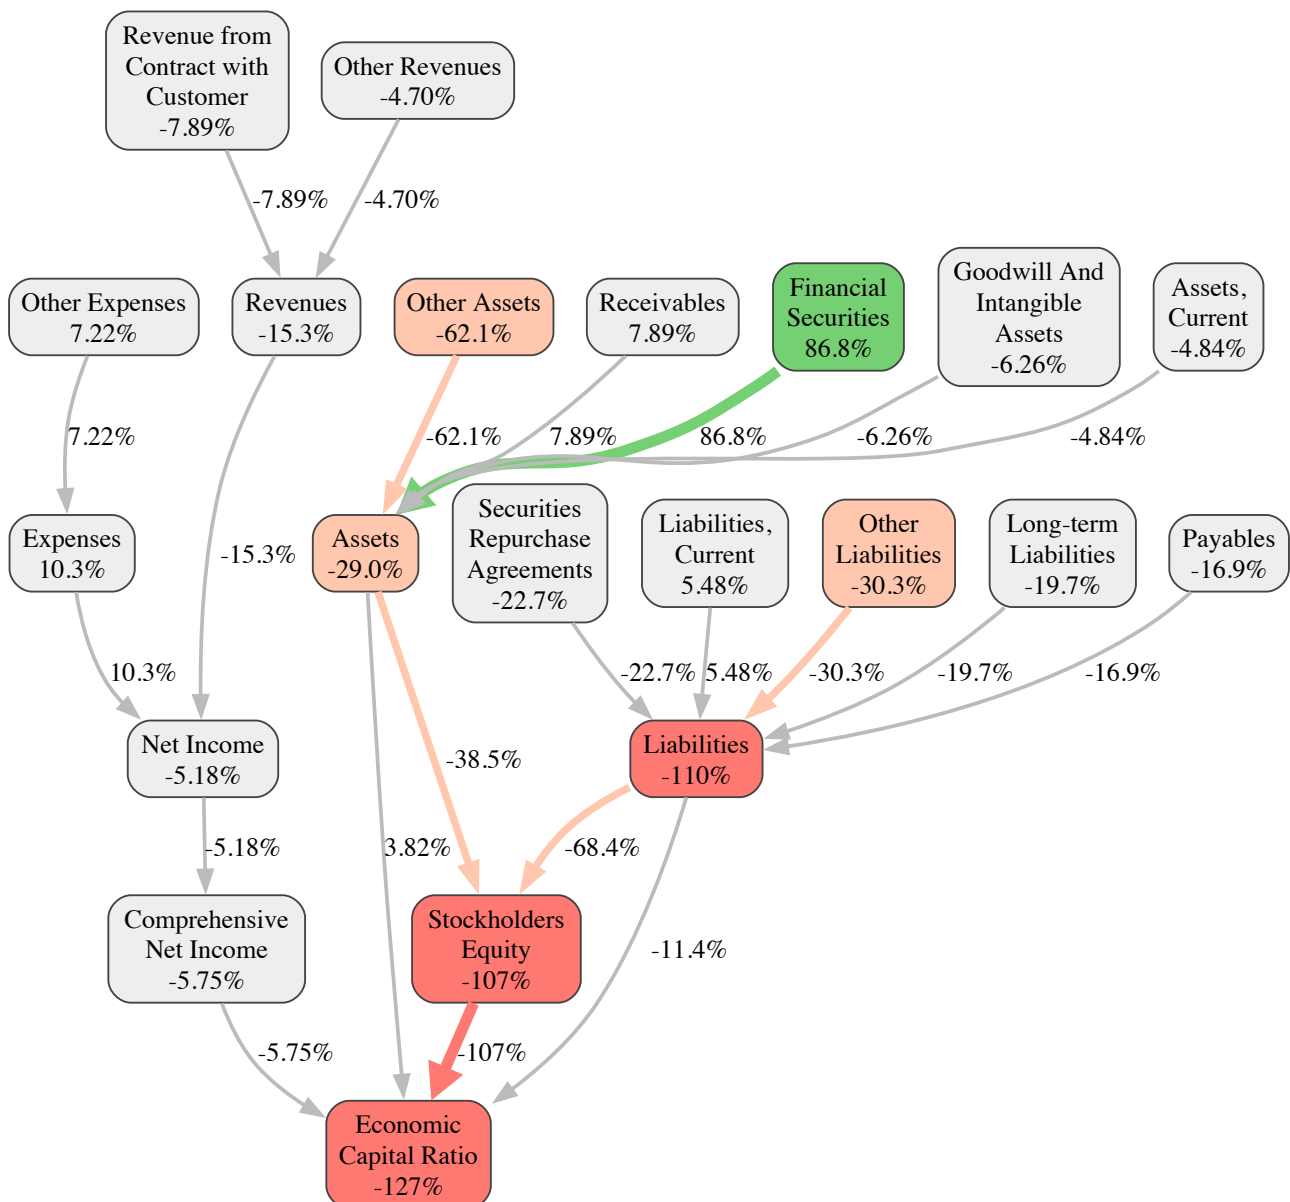 Revenue from
Contract with
Customer
-7.89%
Other Revenues
-4.70%
-7.89%
-4.70%
Other Expenses
7.22%
Revenues
-15.3%
Other Assets
-62.1%
Receivables
7.89%
Financial
Securities
86.8%
Goodwill And
Intangible
Assets
-6.26%
Assets,
Current
-4.84%
7.22%
-62.1%
7.89%
86.8%
-6.26%
-4.84%
Expenses
10.3%
-15.3%
Assets
-29.0%
Securities
Repurchase
Agreements
-22.7%
Liabilities,
Current
5.48%
Other
Liabilities
-30.3%
Long-term
Liabilities
-19.7%
Payables
-16.9%
10.3%
-22.7%
5.48%
-30.3%
-19.7%
-16.9%
Net Income
-5.18%
-38.5%
Liabilities
-110%
-5.18%
3.82%
-68.4%
Comprehensive
Net Income
-5.75%
Stockholders
Equity
-107%
-11.4%
-5.75%
-107%
Economic
Capital Ratio
-127%